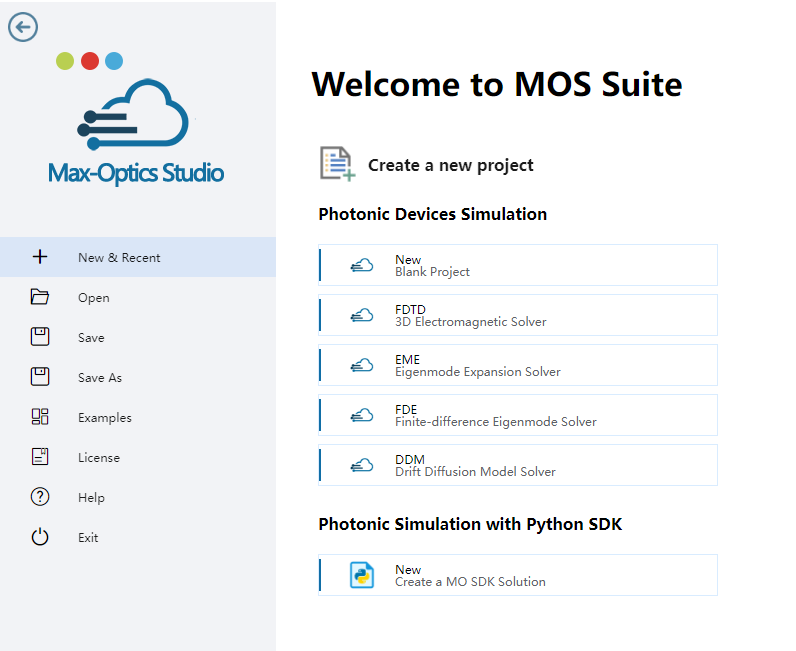 Max-Optics Studio
New & Recent
Open
Save
Save As
Examples
License
Help
Exit
Welcome to MOS Suite
Create a new project
Photonic Devices Simulation
New
Blank Project
FDTD
3D Electromagnetic Solver
EME
Eigenmode Expansion Solver
FDE
Finite-difference Eigenmode Solver
DDM
Drift Diffusion Model Solver
Photonic Simulation with Python SDK
New
Create a MO SDK Solution